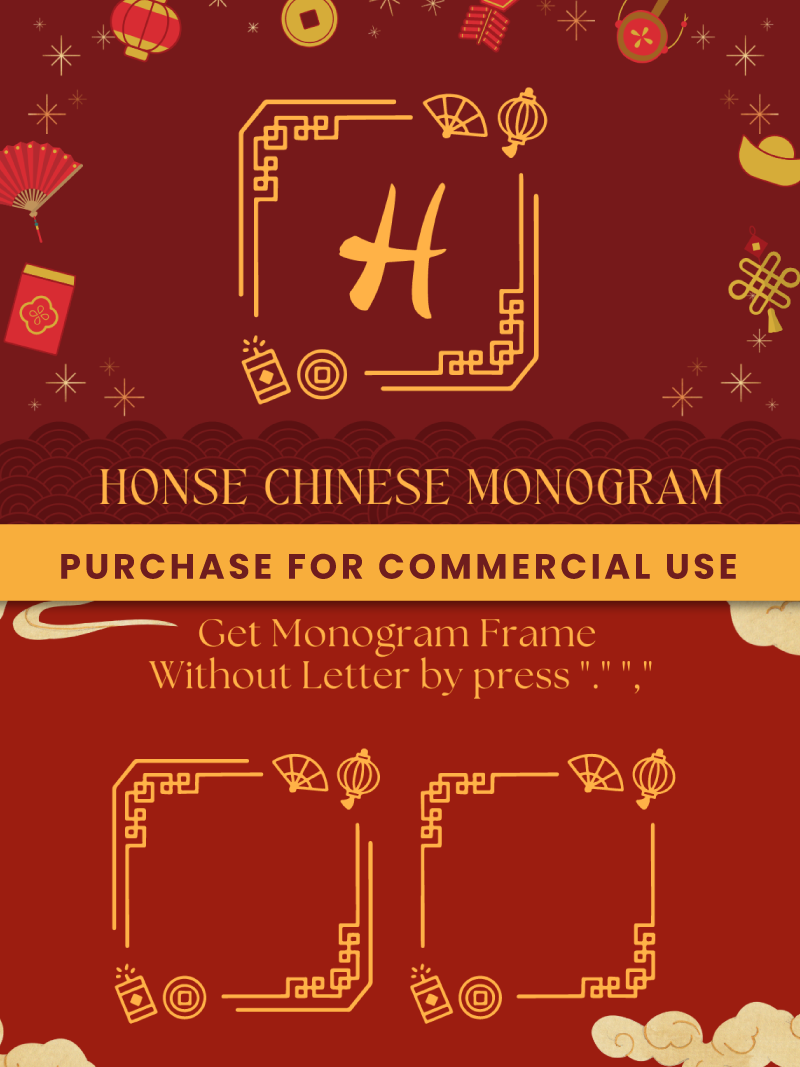 H
HONSE CHINESE MONOGRAM
PURCHASE FOR COMMERCIAL USE
Get Monogram Frame
Without Letter by press "." ","